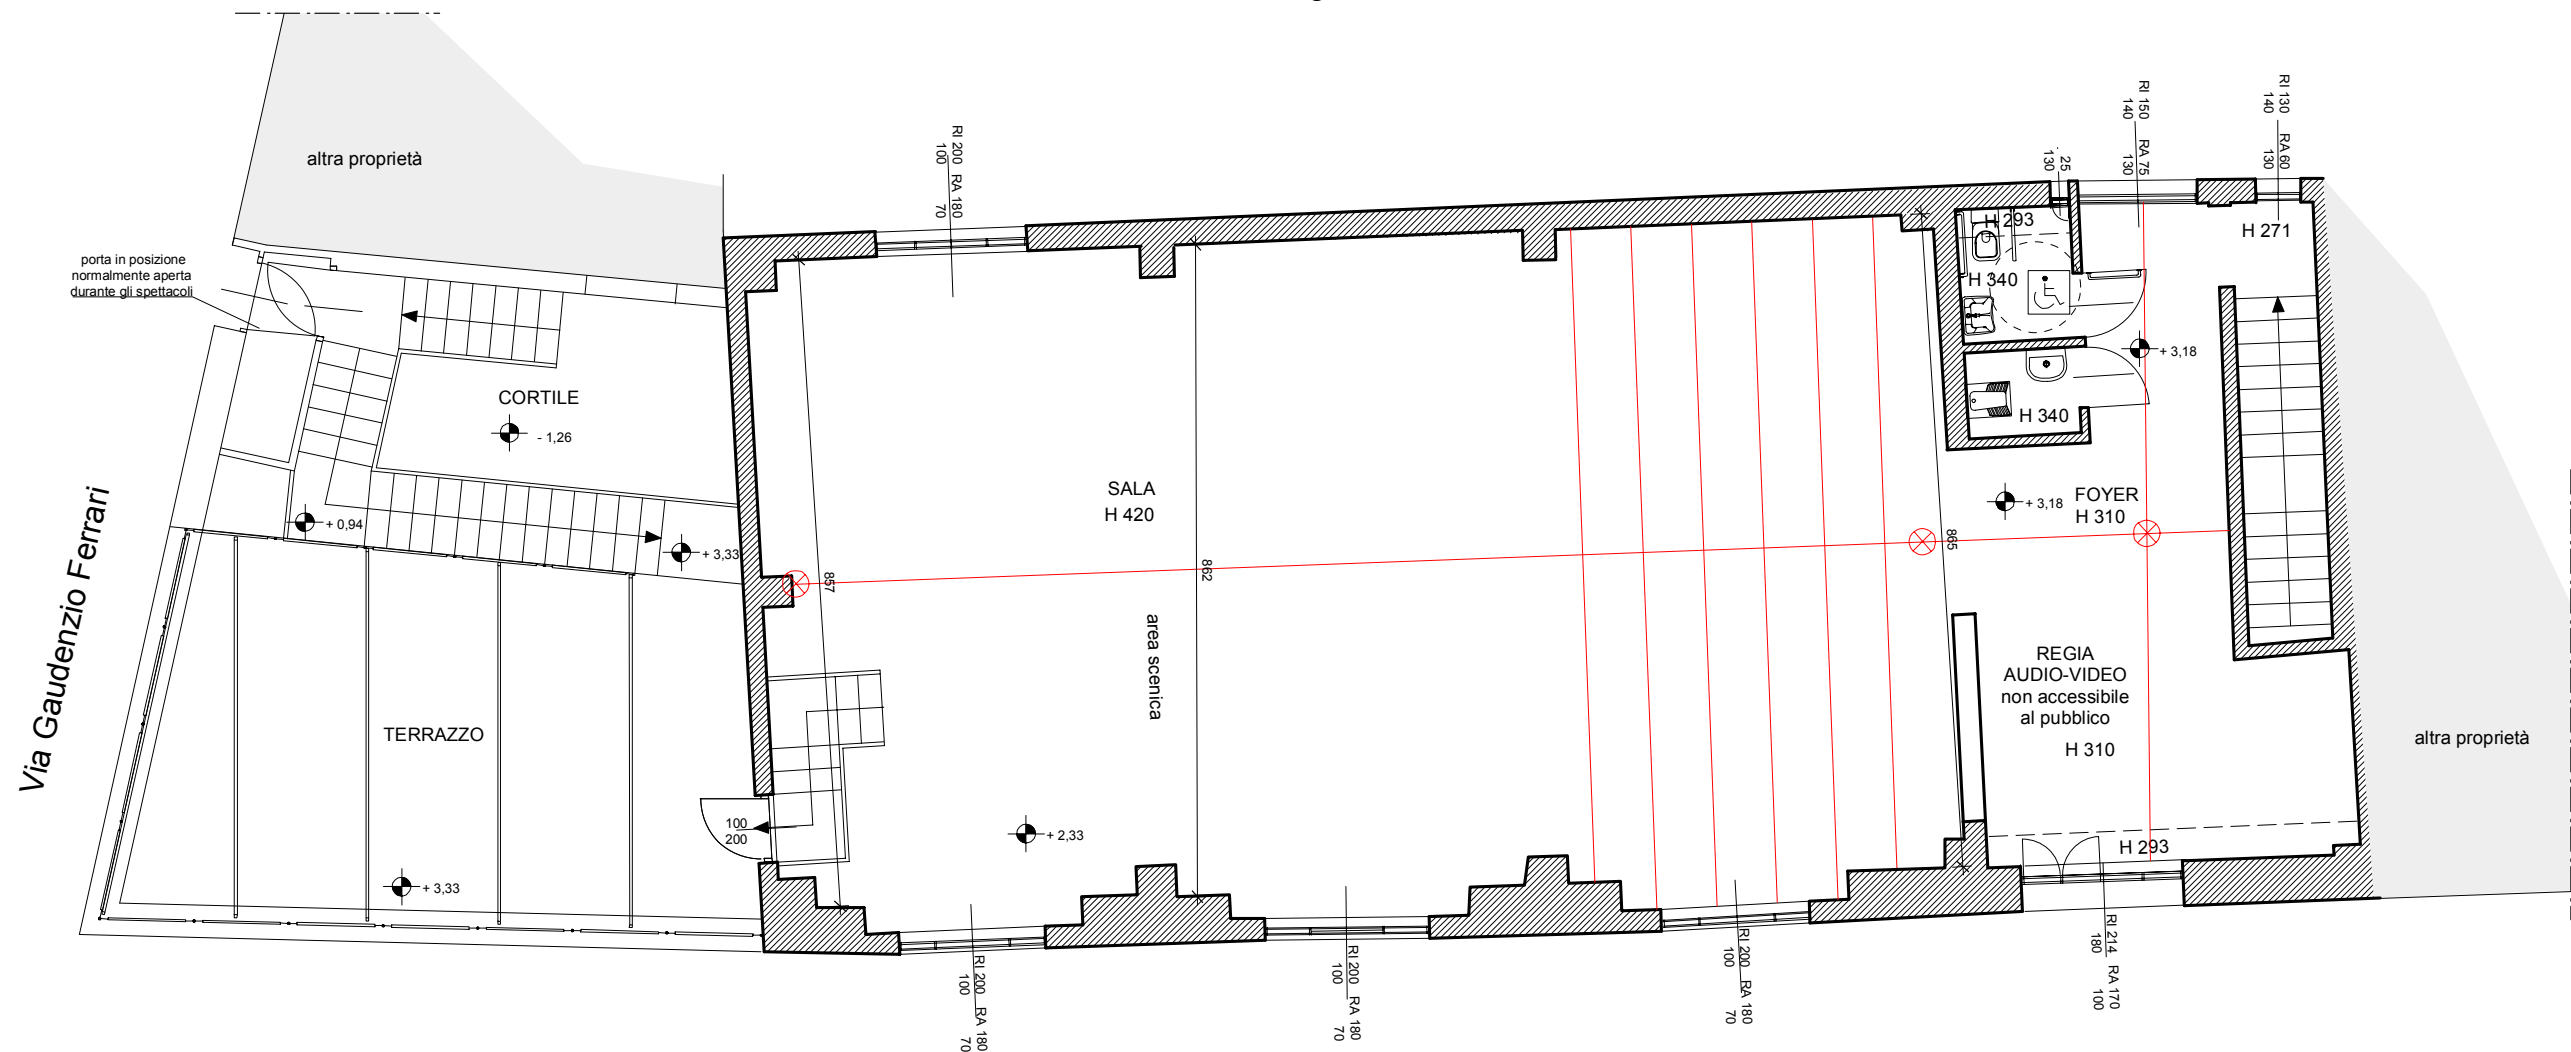 altra proprietà
porta in posizione
normalmente aperta
durante gli spettacoli
CORTILE
- 1,26
+ 0,94
+ 3,33
Via Gaudenzio Ferrari
TERRAZZO
+ 3,33
100
200
RI 200 RA 180
100 70
SALA
H 420
857
862
865
area scenica
+ 2,33
RI 200 RA 180
100 70
RI 200 RA 180
100 70
RI 200 RA 180
100 70
25
130
RI 150 RA 75
140 130
RI 130 RA 60
140 130
H 293
H 340
H 340
H 271
+ 3,18
+ 3,18
FOYER
H 310
REGIA
AUDIO-VIDEO
non accessibile
al pubblico
H 310
H 293
RI 214 RA 170
180 100
altra proprietà